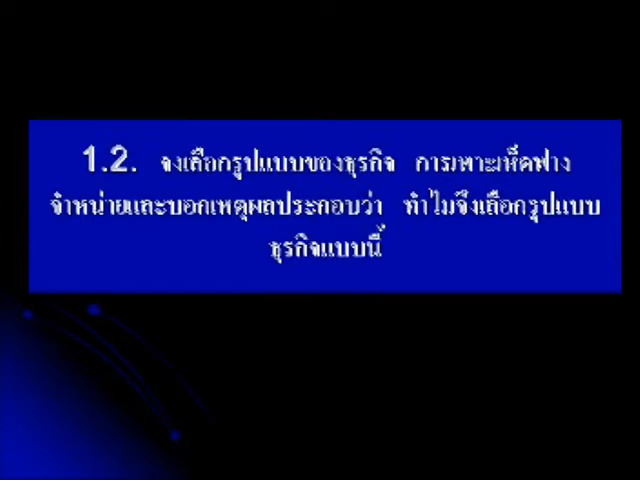 1.2. จงเลือกรูปแบบของธุรกิจ การเพาะเห็ดฟาง
จำหน่ายและบอกเหตุผลประกอบว่า ทำไมจึงเลือกรูปแบบ
ธุรกิจแบบนี้